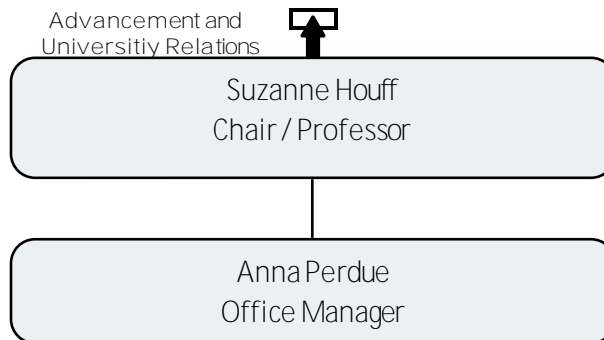 Advancement and
Universitiy Relations
Suzanne Houff
Chair / Professor
Anna Perdue
Office Manager